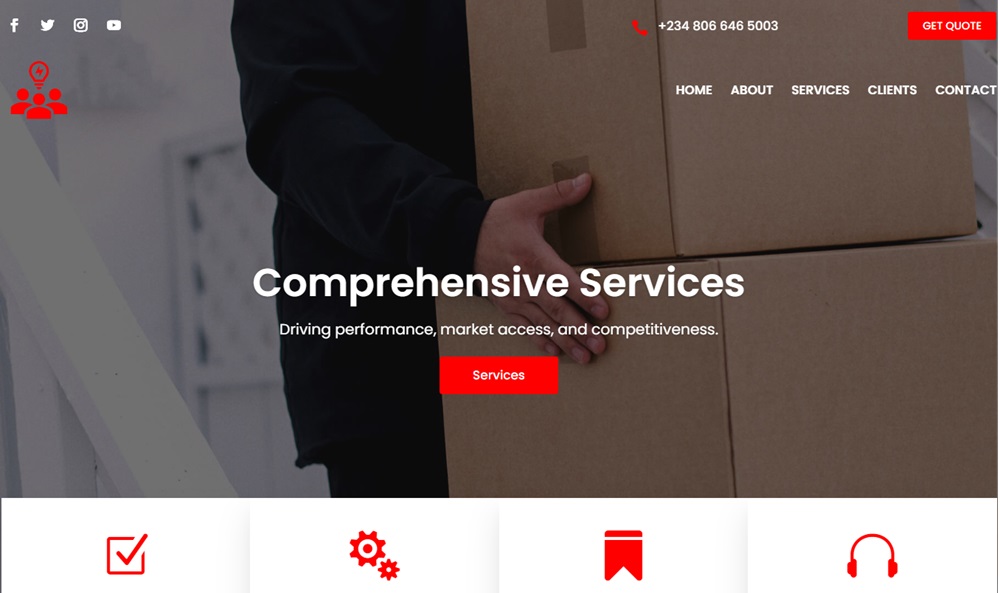 +234 806 646 5003
GET QUOTE
HOME ABOUT SERVICES CLIENTS CONTACT
Comprehensive Services
Driving performance, market access, and competitiveness.
Services